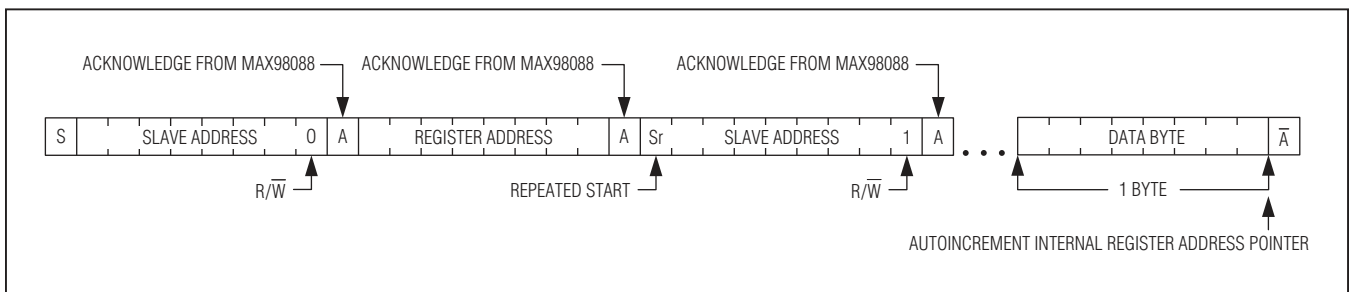 ACKNOWLEDGE FROM MAX98088 ACKNOWLEDGE FROM MAX98088 ACKNOWLEDGE FROM MAX98088
S SLAVE ADDRESS 0 A REGISTER ADDRESS A Sr SLAVE ADDRESS 1 A • • • DATA BYTE A̅
R/W̅ REPEATED START R/W̅ 1 BYTE
AUTOINCREMENT INTERNAL REGISTER ADDRESS POINTER